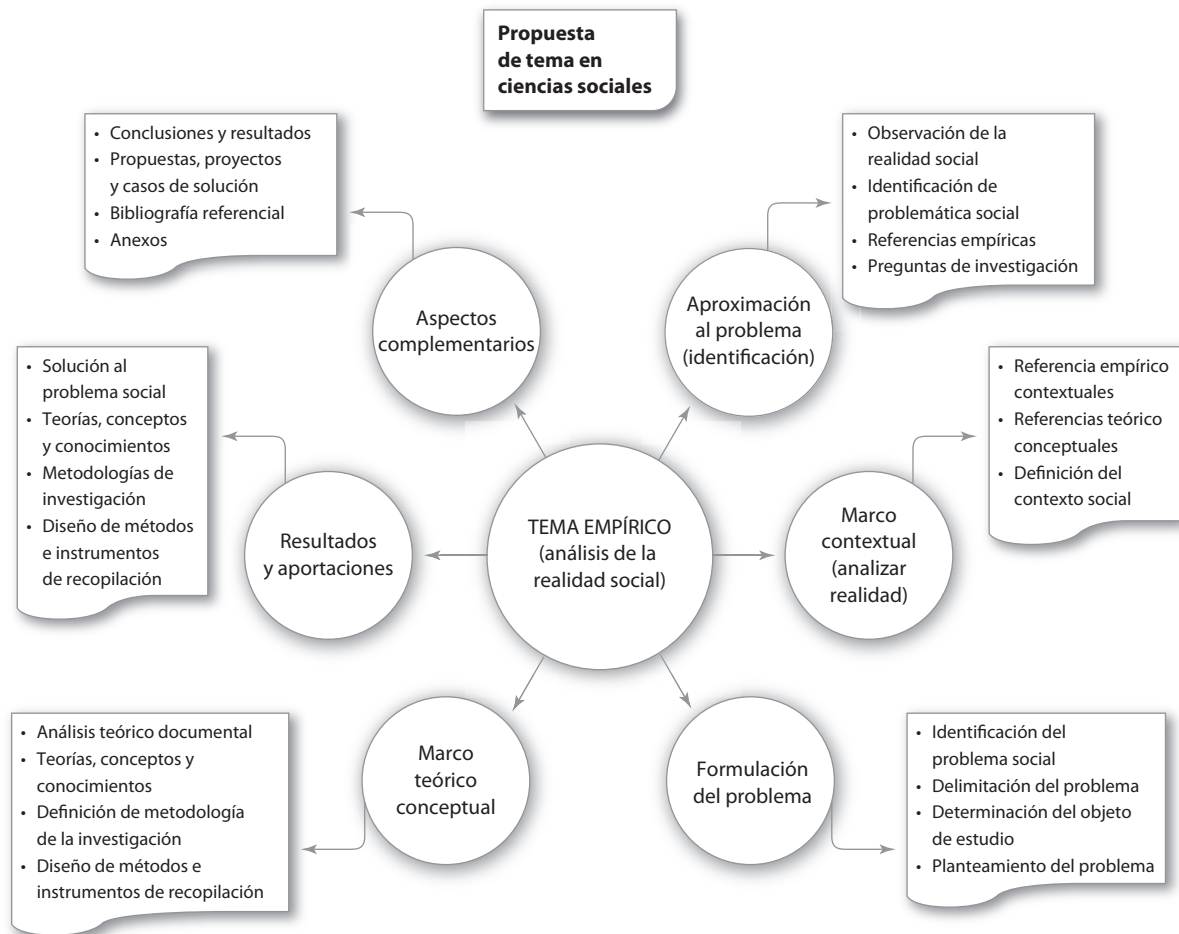 Propuesta
de tema en
ciencias sociales
• Conclusiones y resultados
• Propuestas, proyectos
y casos de solución
• Bibliografía referencial
• Anexos
• Observación de la
realidad social
• Identificación de
problemática social
• Referencias empíricas
• Preguntas de investigación
Aspectos
complementarios
Aproximación
al problema
(identificación)
• Solución al
problema social
• Teorías, conceptos
y conocimientos
• Metodologías de
investigación
• Diseño de métodos
e instrumentos
de recopilación
• Referencia empírico
contextuales
• Referencias teórico
conceptuales
• Definición del
contexto social
Resultados
y aportaciones
TEMA EMPÍRICO
(análisis de la
realidad social)
Marco
contextual
(analizar
realidad)
• Análisis teórico documental
• Teorías, conceptos y
conocimientos
• Definición de metodología
de la investigación
• Diseño de métodos e
instrumentos de recopilación
Marco
teórico
conceptual
Formulación
del problema
• Identificación del
problema social
• Delimitación del problema
• Determinación del objeto
de estudio
• Planteamiento del problema